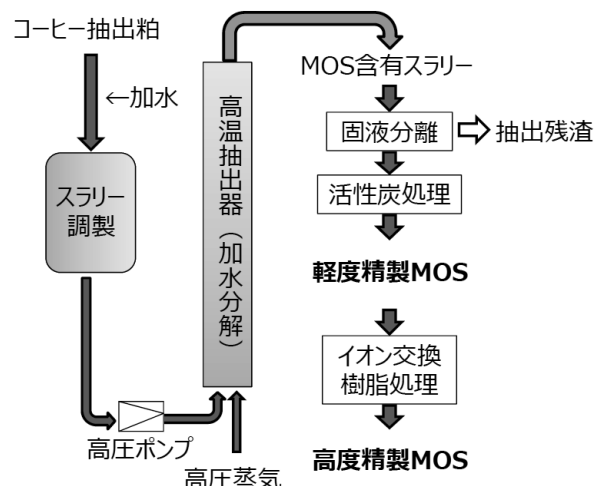 コーヒー抽出粕
←加水
スラリー
調製
高圧ポンプ
高圧蒸気
高温抽出器（加水分解）
MOS含有スラリー
固液分離
抽出残渣
活性炭処理
軽度精製MOS
イオン交換
樹脂処理
高度精製MOS